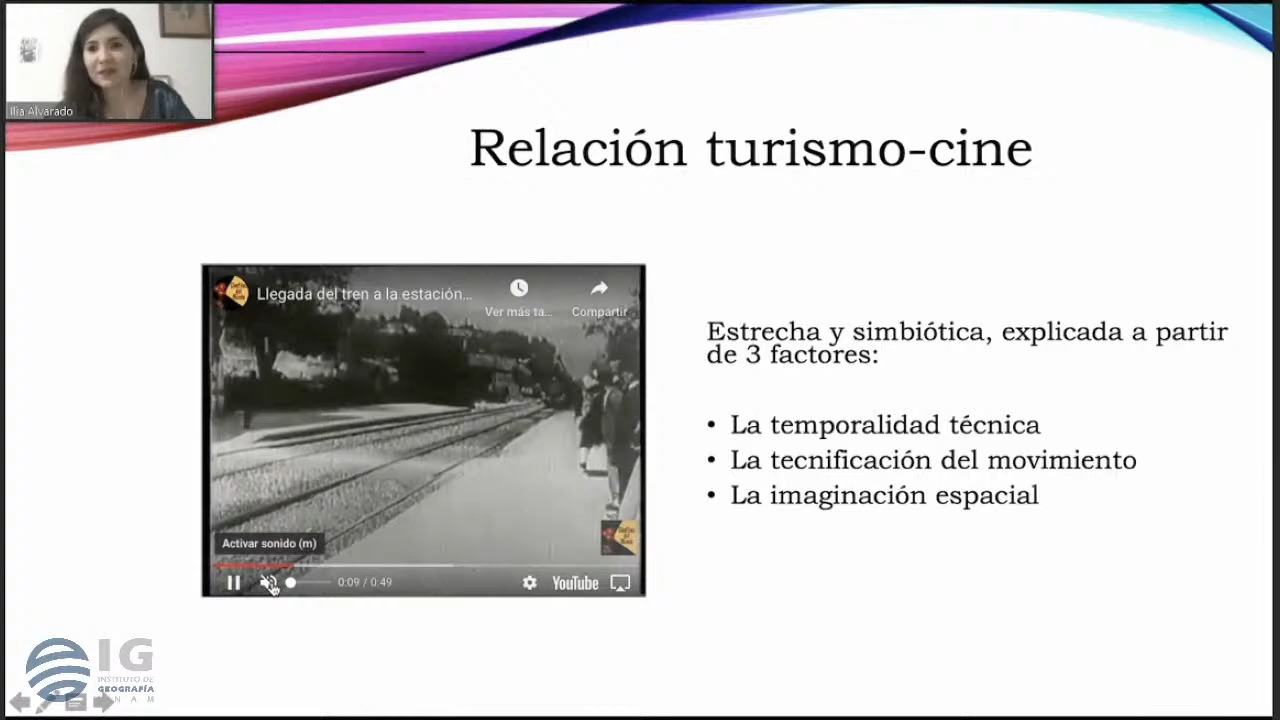 Ilia Alvarado
Relación turismo-cine
Llegada del tren a la estación...
Ver más ta...
Compartir
Estrecha y simbiótica, explicada a partir
de 3 factores:
• La temporalidad técnica
• La tecnificación del movimiento
• La imaginación espacial
Activar sonido (m)
0:09 / 0:49
YouTube
IG
INSTITUTO DE
GEOGRAFÍA